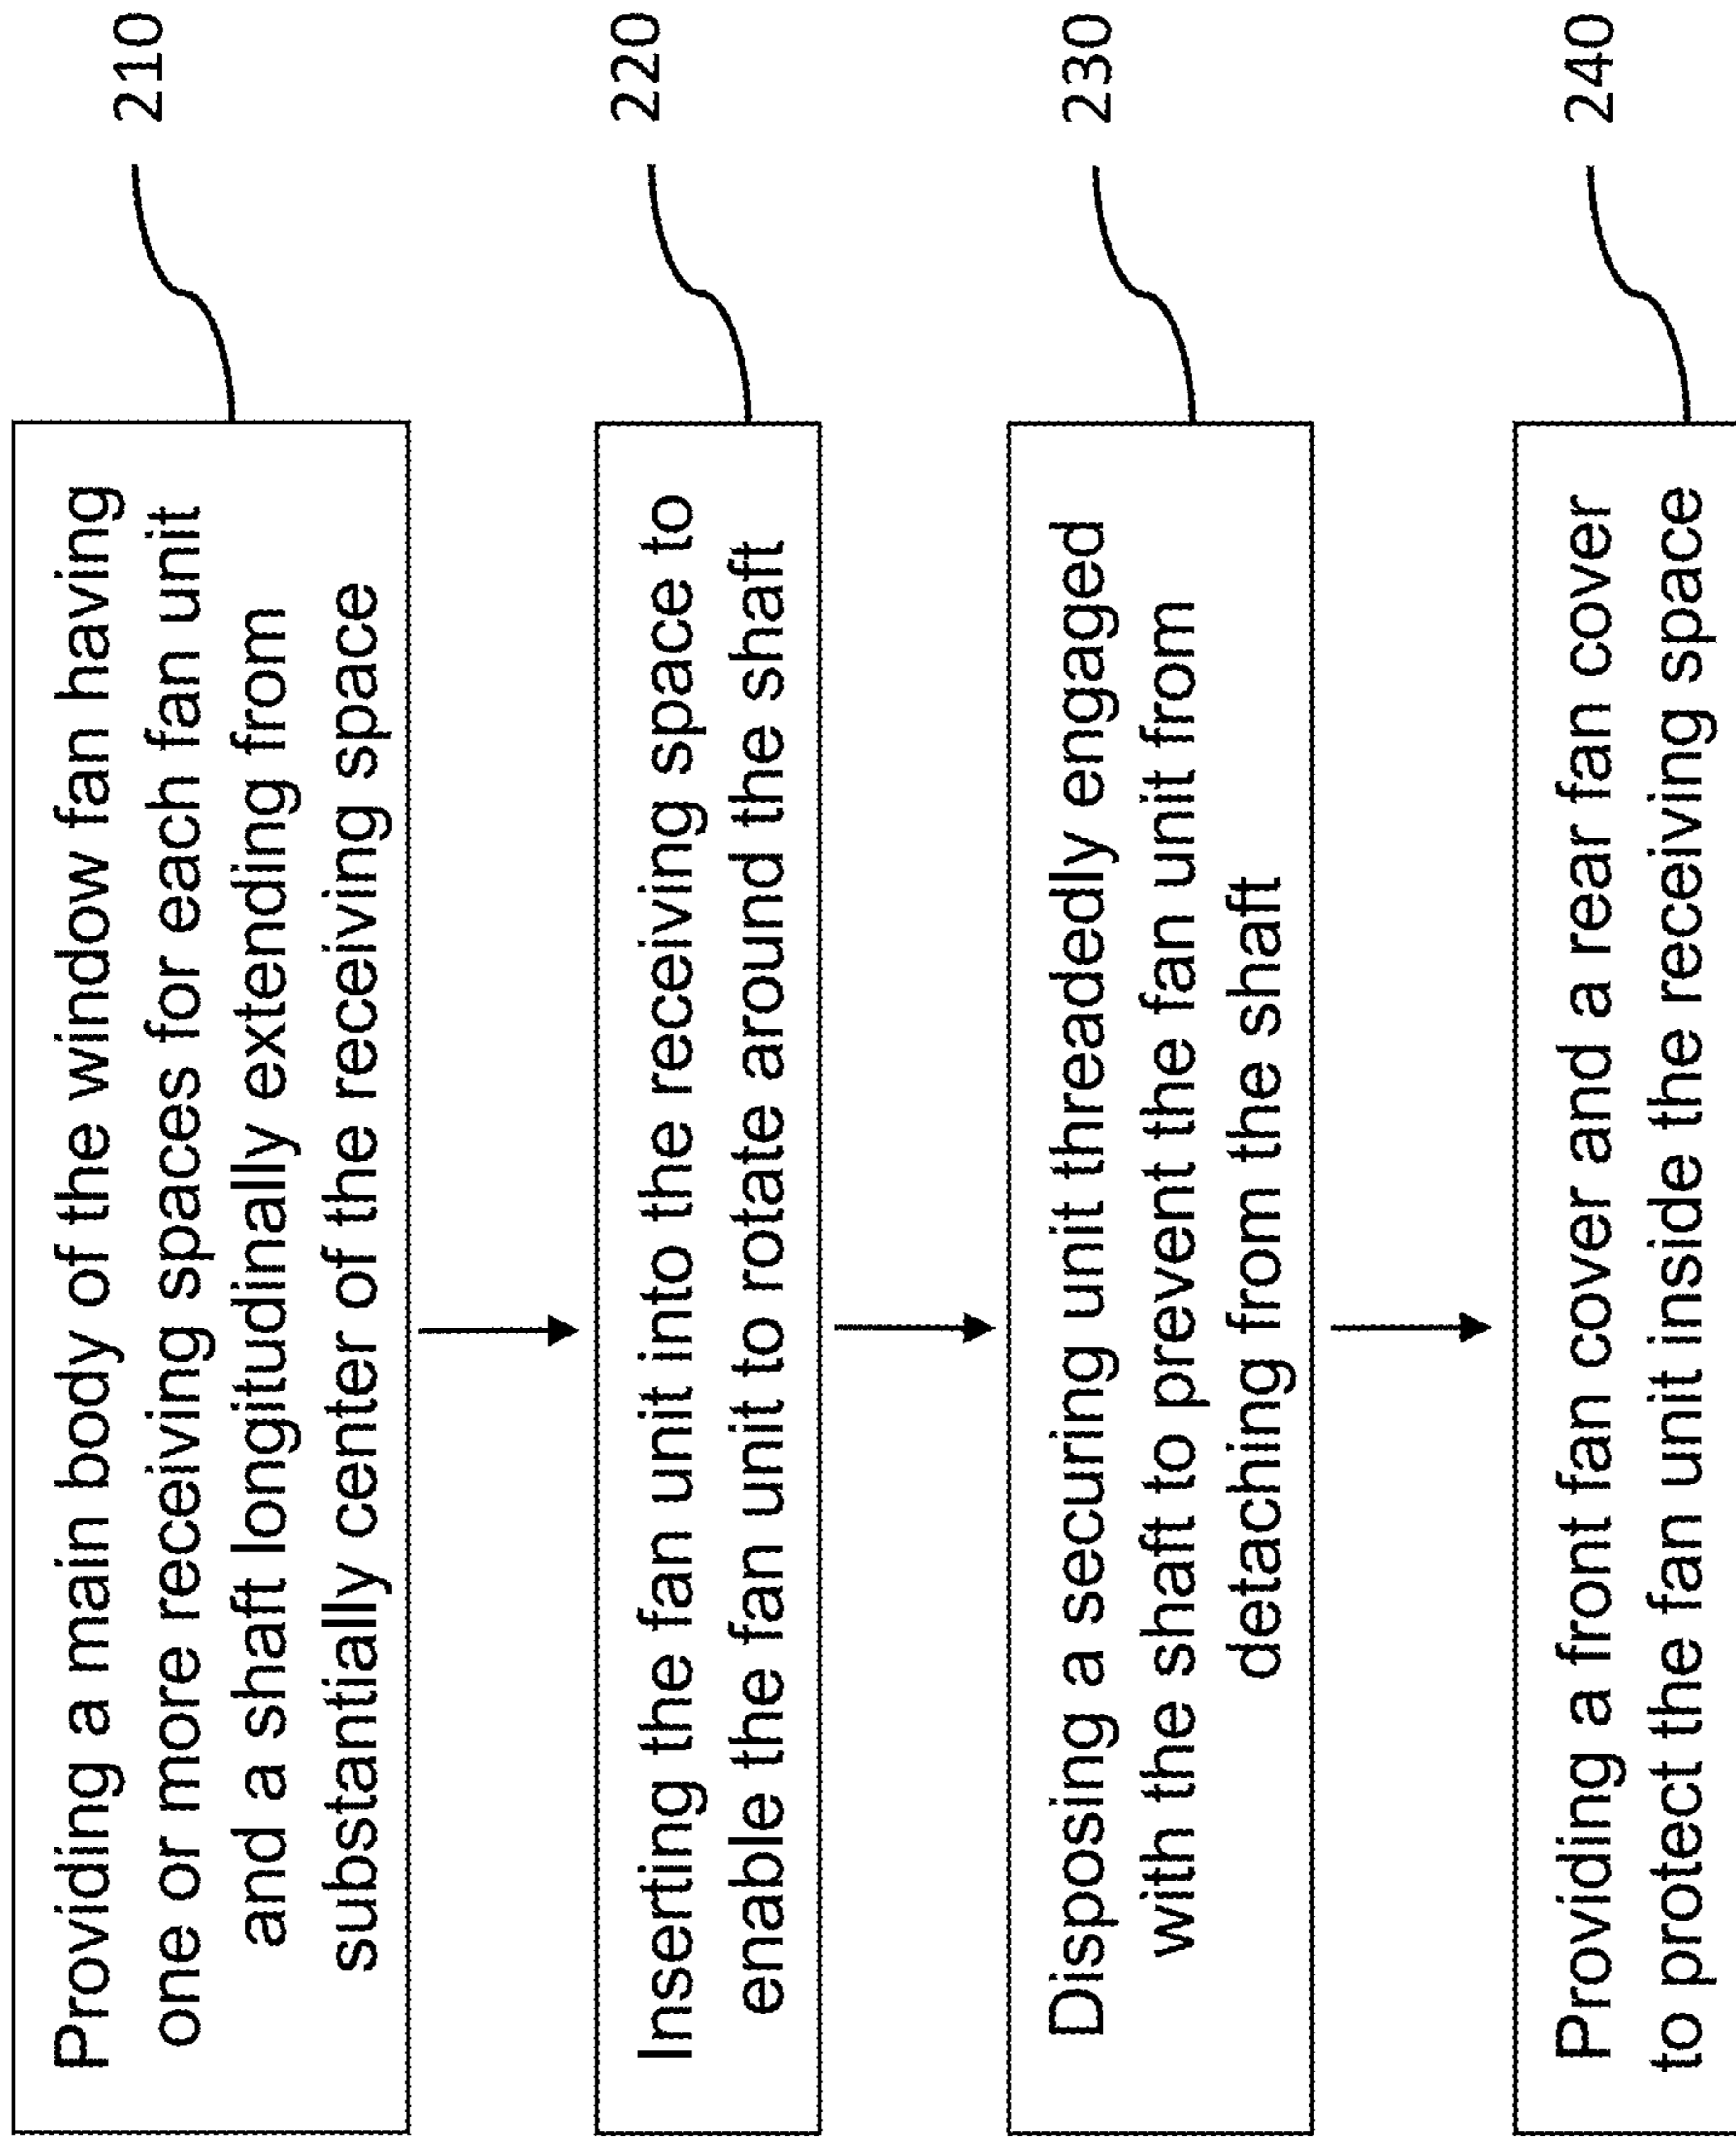 Providing a main body of the window fan having
one or more receiving spaces for each fan unit
and a shaft longitudinally extending from
substantially center of the receiving space
210
Inserting the fan unit into the receiving space to
enable the fan unit to rotate around the shaft
220
Disposing a securing unit threadedly engaged
with the shaft to prevent the fan unit from
detaching from the shaft
230
Providing a front fan cover and a rear fan cover
to protect the fan unit inside the receiving space
240